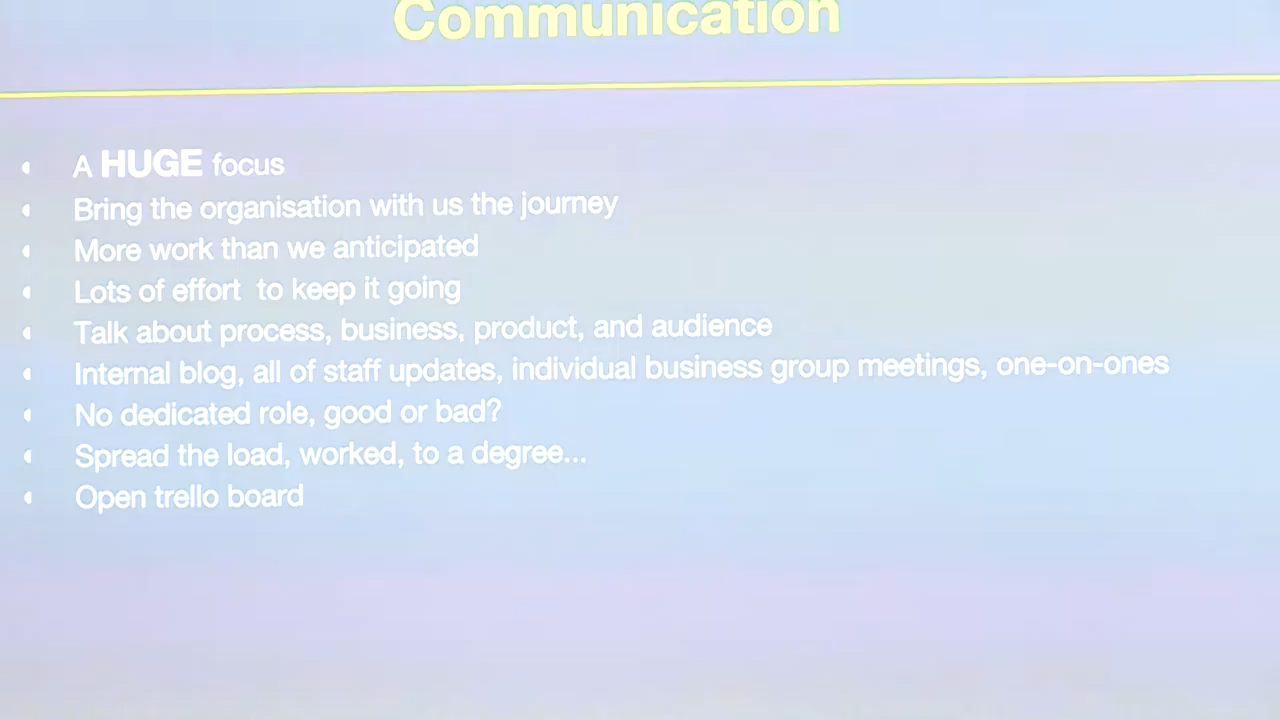 Communication
A HUGE focus
Bring the organisation with us the journey
More work than we anticipated
Lots of effort to keep it going
Talk about process, business, product, and audience
Internal blog, all of staff updates, individual business group meetings, one-on-ones
No dedicated role, good or bad?
Spread the load, worked, to a degree...
Open trello board